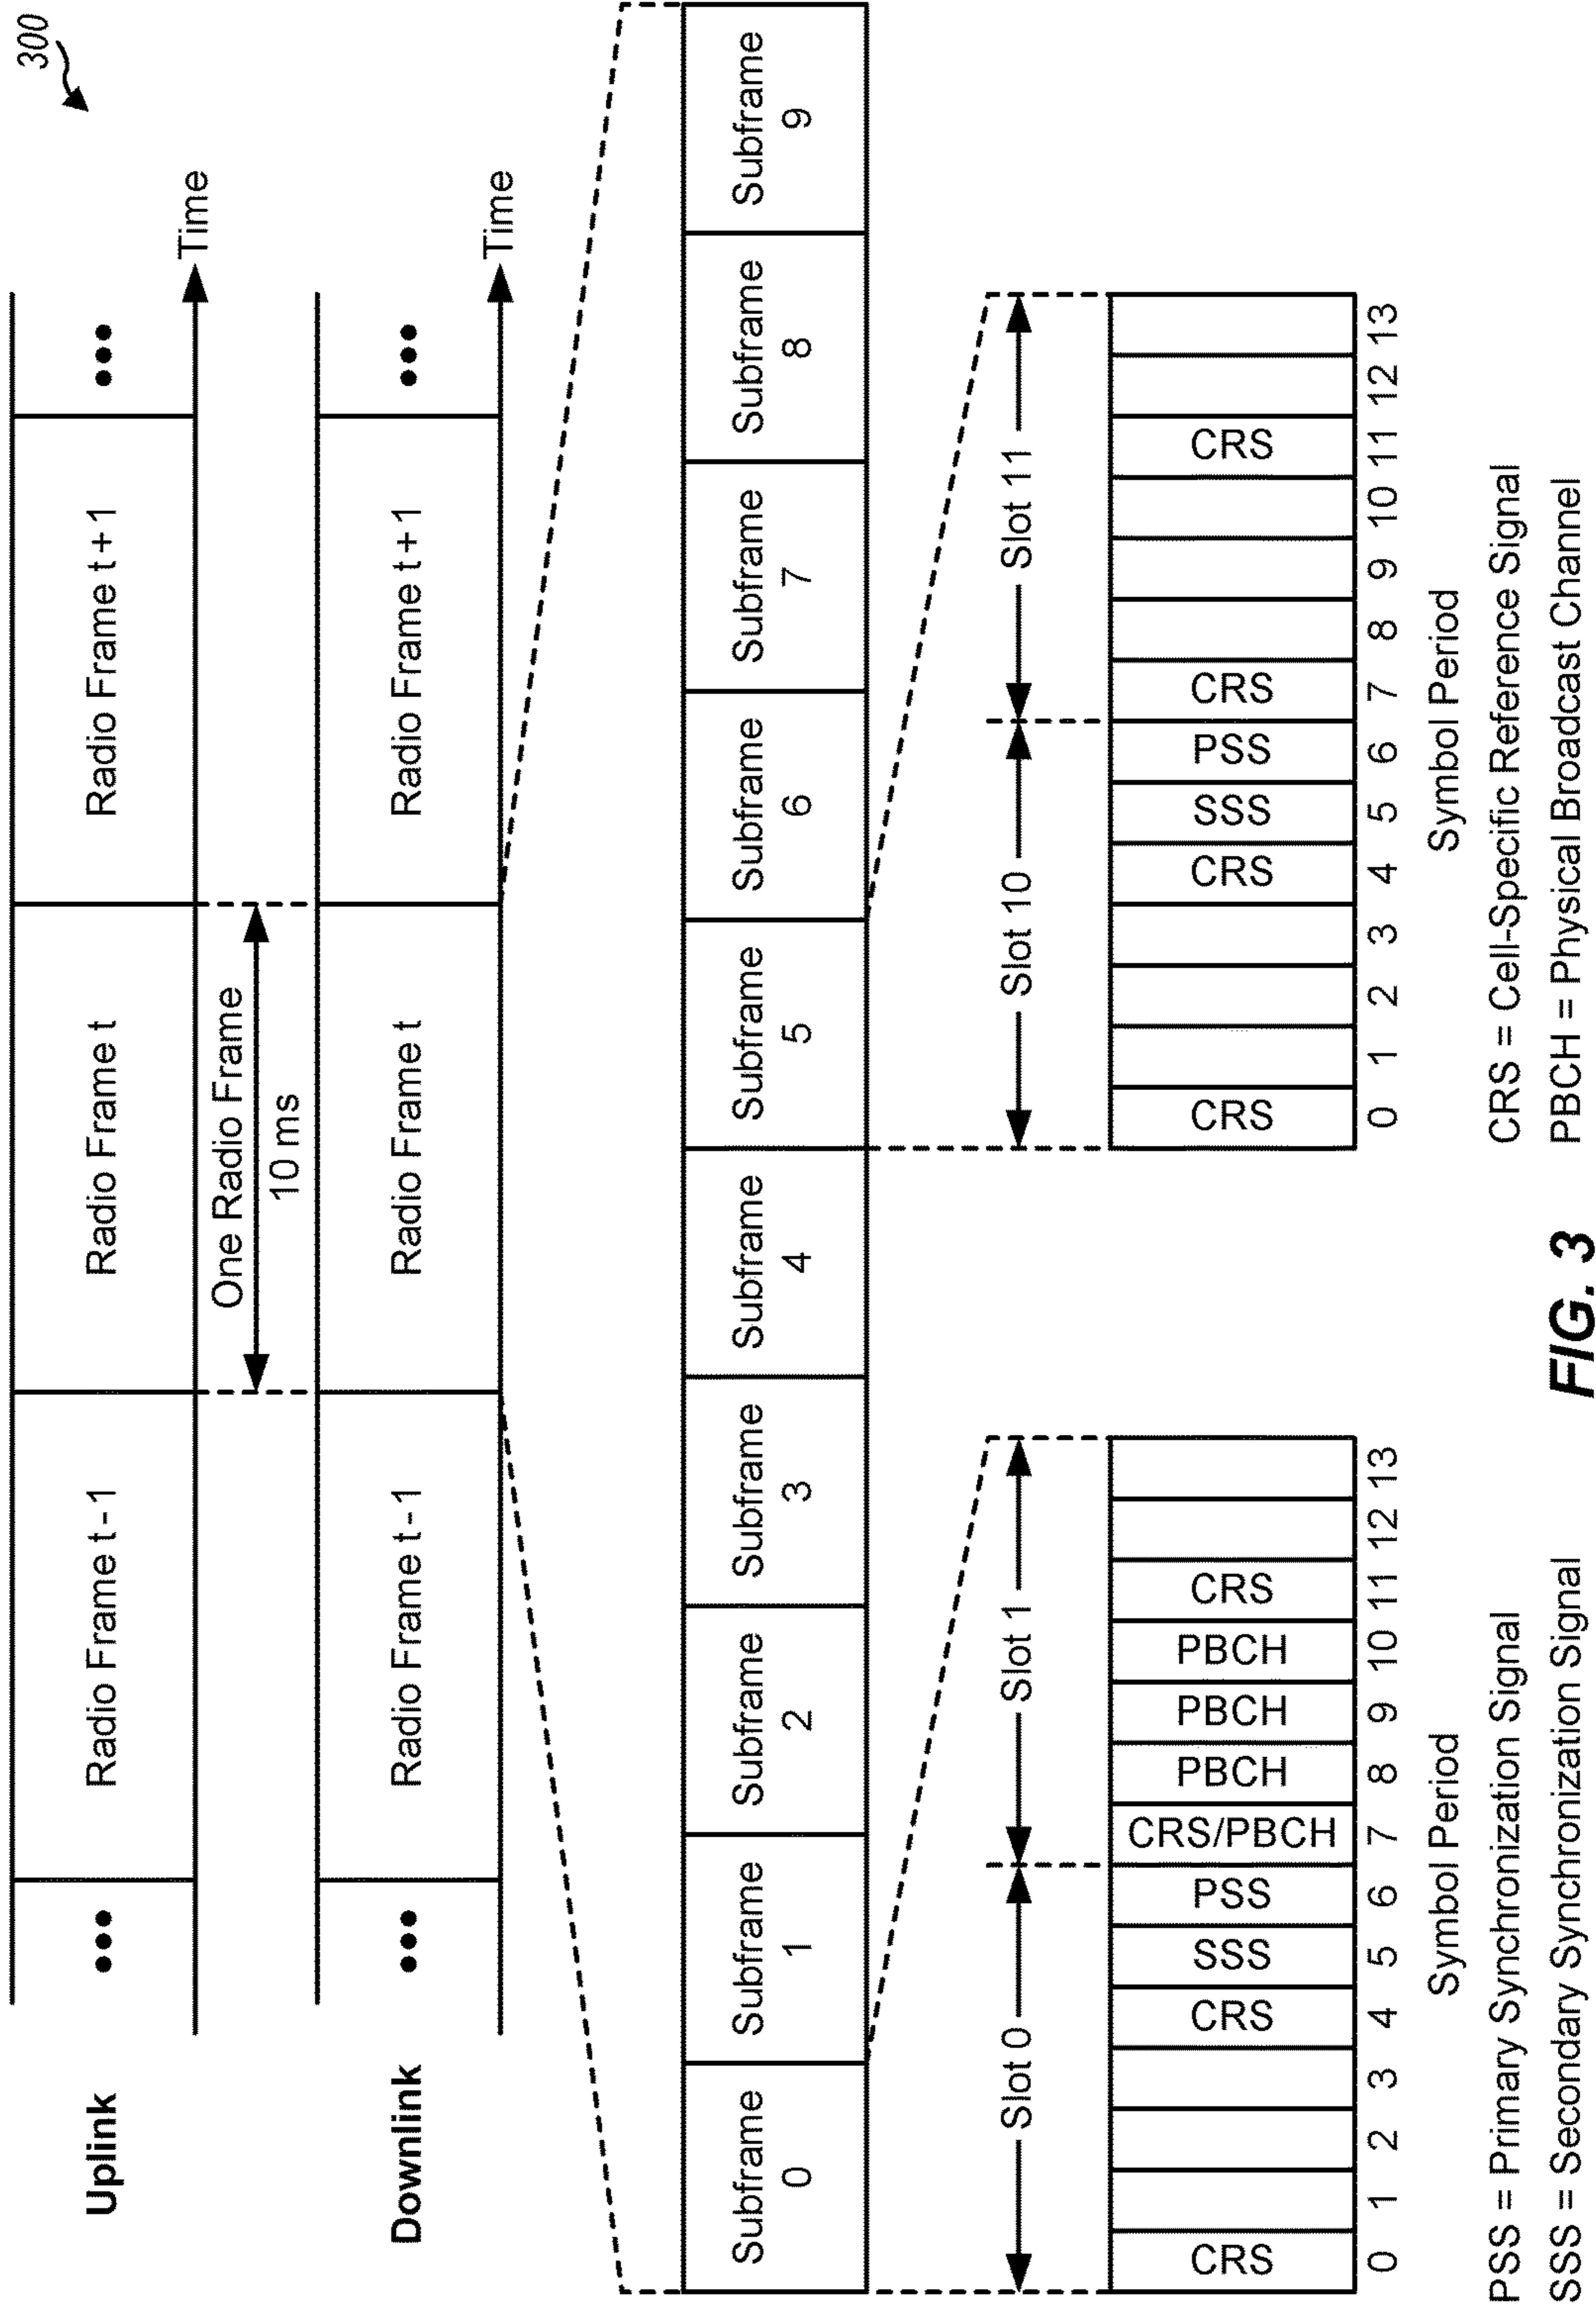 300
Uplink
•••
Radio Frame t - 1
Radio Frame t
Radio Frame t + 1
•••
Time
One Radio Frame
10 ms
Downlink
•••
Radio Frame t - 1
Radio Frame t
Radio Frame t + 1
•••
Time
Subframe
0
Subframe
1
Subframe
2
Subframe
3
Subframe
4
Subframe
5
Subframe
6
Subframe
7
Subframe
8
Subframe
9
Slot 0
Slot 1
CRS
CRS
SSS
PSS
CRS/PBCH
PBCH
PBCH
PBCH
CRS
0 1 2 3 4 5 6 7 8 9 10 11 12 13
Symbol Period
Slot 10
Slot 11
CRS
CRS
SSS
PSS
CRS
CRS
0 1 2 3 4 5 6 7 8 9 10 11 12 13
Symbol Period
PSS = Primary Synchronization Signal
SSS = Secondary Synchronization Signal
CRS = Cell-Specific Reference Signal
PBCH = Physical Broadcast Channel
FIG. 3